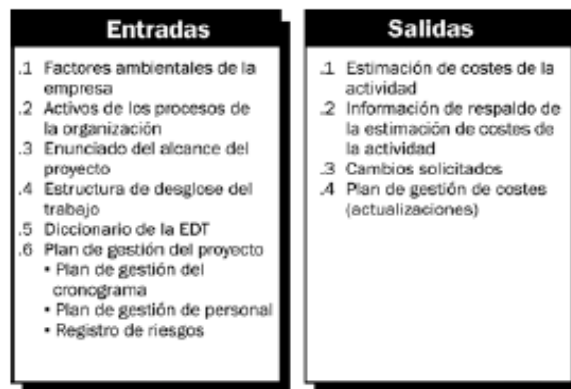 Entradas
.1 Factores ambientales de la
empresa
.2 Activos de los procesos de
la organización
.3 Enunciado del alcance del
proyecto
.4 Estructura de desglose del
trabajo
.5 Diccionario de la EDT
.6 Plan de gestión del proyecto
• Plan de gestión del
cronograma
• Plan de gestión de personal
• Registro de riesgos
Salidas
.1 Estimación de costes de la
actividad
.2 Información de respaldo de
la estimación de costes de
la actividad
.3 Cambios solicitados
.4 Plan de gestión de costes
(actualizaciones)